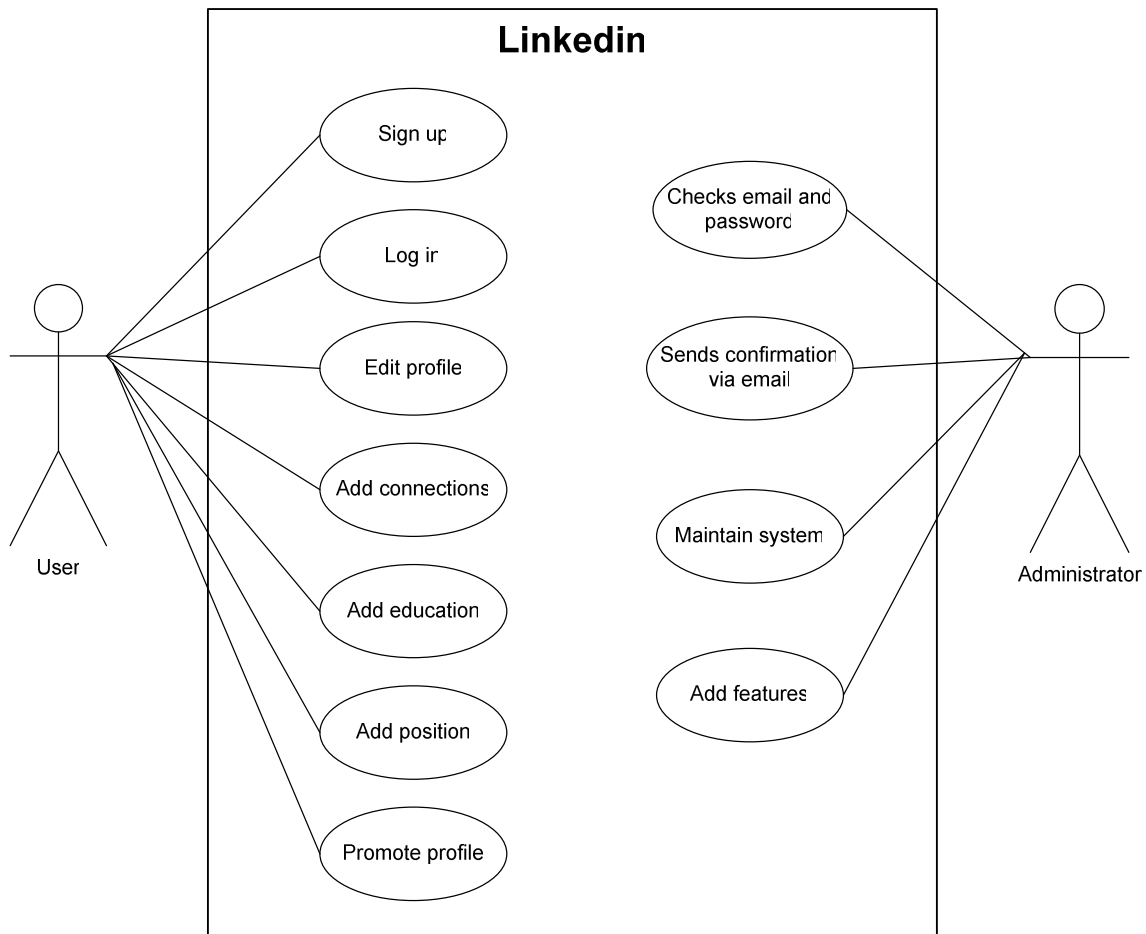 Linkedin
Sign up
Log in
Edit profile
Add connections
Add education
Add position
Promote profile
Checks email and
password
Sends confirmation
via email
Maintain system
Add features
User
Administrator